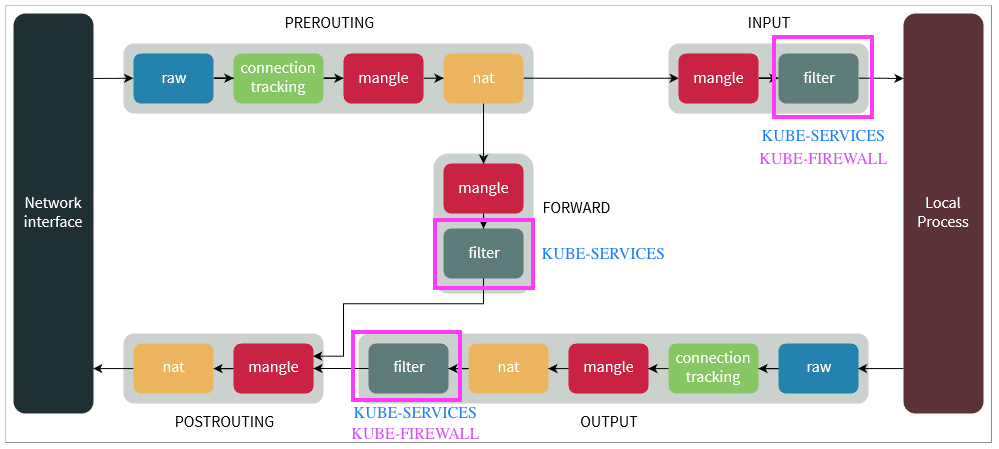 PREROUTING
INPUT
raw
connection
tracking
mangle
nat
mangle
filter
KUBE-SERVICES
KUBE-FIREWALL
Network
interface
mangle
FORWARD
filter
KUBE-SERVICES
Local
Process
nat
mangle
filter
nat
mangle
connection
tracking
raw
POSTROUTING
KUBE-SERVICES
KUBE-FIREWALL
OUTPUT